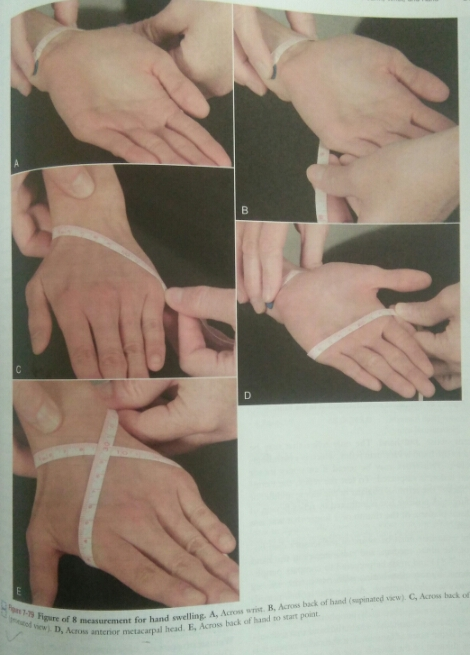 A
B
C
D
E
Figure 7-79 Figure of 8 measurement for hand swelling. A, Across wrist. B, Across back of hand (supinated view). C, Across back of
(pronated view). D, Across anterior metacarpal head. E, Across back of hand to start point.